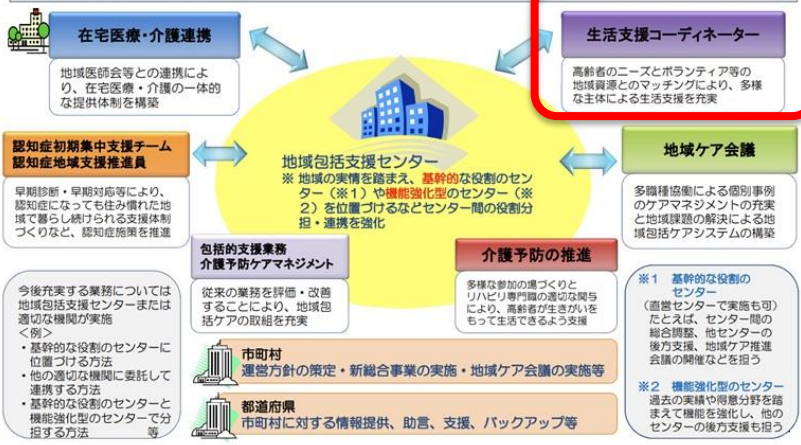 在宅医療・介護連携
地域医師会等との連携によ
り、在宅医療・介護の一体的
な提供体制を構築
生活支援コーディネーター
高齢者のニーズとボランティア等の
地域資源とのマッチングにより、多様
な主体による生活支援を充実
認知症初期集中支援チーム
認知症地域支援推進員
早期診断・早期対応等により、
認知症になっても住み慣れた地
域で暮らし続けられる支援体制
づくりなど、認知症施策を推進
地域包括支援センター
※ 地域の実情を踏まえ、基幹的な役割のセン
ター（※１）や機能強化型のセンター（※
２）を位置づけるなどセンター間の役割分
担・連携を強化
地域ケア会議
多職種協働による個別事例
のケアマネジメントの充実
と地域課題の解決による地
域包括ケアシステムの構築
包括的支援業務
介護予防ケアマネジメント
従来の業務を評価・改善
することにより、地域包
括ケアの取組を充実
介護予防の推進
多様な参加の場づくりと
リハビリ専門職の適切な関与
により、高齢者が生きがいを
もって生活できるよう支援
今後充実する業務については
地域包括支援センターまたは
適切な機関が実施
＜例＞
・基幹的な役割のセンターに
位置づける方法
・他の適切な機関に委託して
連携する方法
・基幹的な役割のセンターと
機能強化型のセンターで分
担する方法 等
市町村
運営方針の策定・新総合事業の実施・地域ケア会議の実施等
都道府県
市町村に対する情報提供、助言、支援、バックアップ等
※１ 基幹的な役割の
センター
（直営センターで実施も可）
たとえば、センター間の
総合調整、他センターの
後方支援、地域ケア推進
会議の開催などを担う
※２ 機能強化型のセンター
過去の実績や得意分野を踏
まえて機能を強化し、他の
センターの後方支援も担う